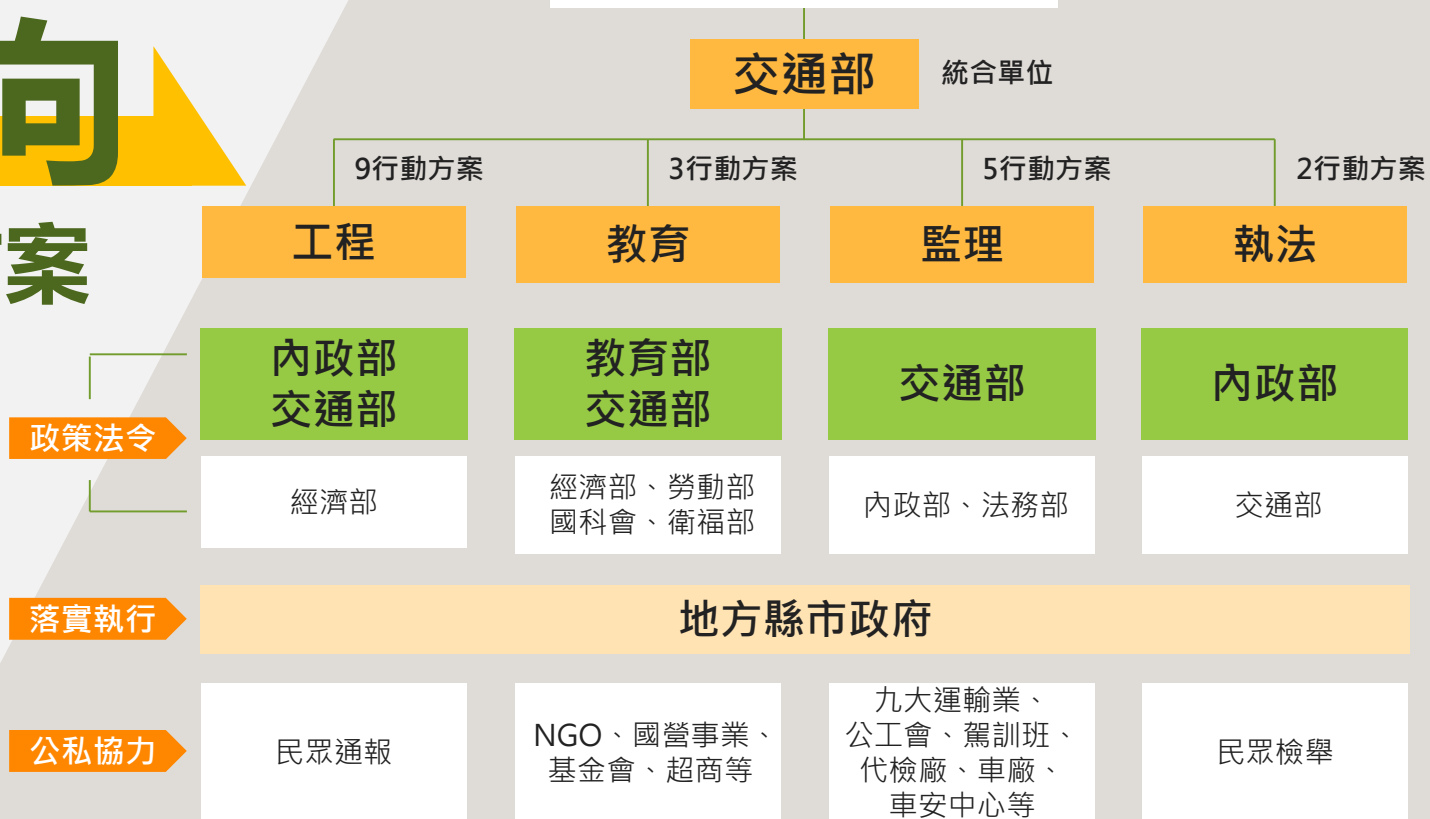 向
案
交通部
統合單位
9行動方案
3行動方案
5行動方案
2行動方案
工程
教育
監理
執法
政策法令
內政部
交通部
教育部
交通部
交通部
內政部
經濟部
經濟部、勞動部
國科會、衛福部
內政部、法務部
交通部
落實執行
地方縣市政府
公私協力
民眾通報
NGO、國營事業、
基金會、超商等
九大運輸業、
公工會、駕訓班、
代檢廠、車廠、
車安中心等
民眾檢舉